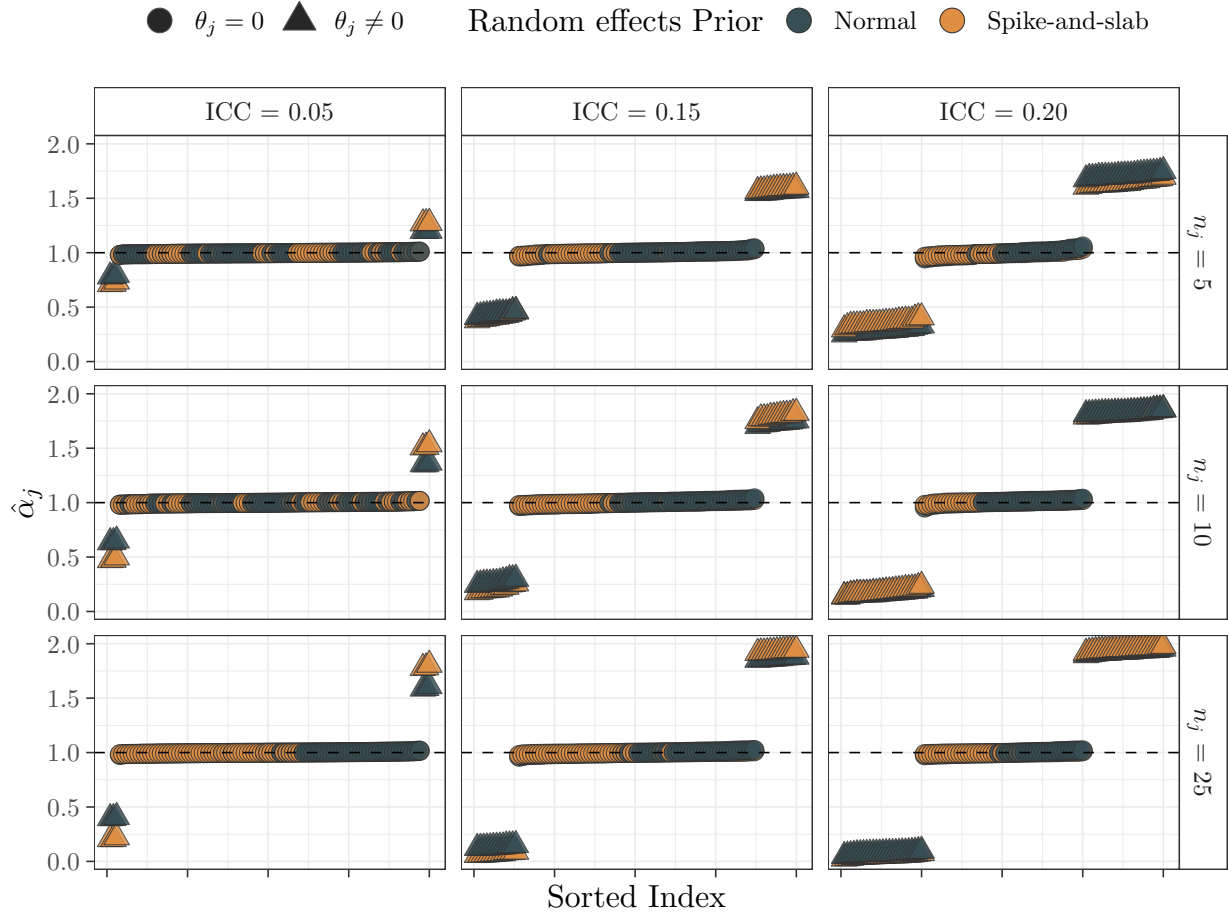 θ_j = 0 θ_j ≠ 0 Random effects Prior Normal Spike-and-slab
ICC = 0.05 ICC = 0.15 ICC = 0.20
2.0
1.5
1.0
0.5
0.0
n_j = 5
2.0
1.5
1.0
0.5
0.0
n_j = 10
α̂_j
2.0
1.5
1.0
0.5
0.0
n_j = 25
Sorted Index